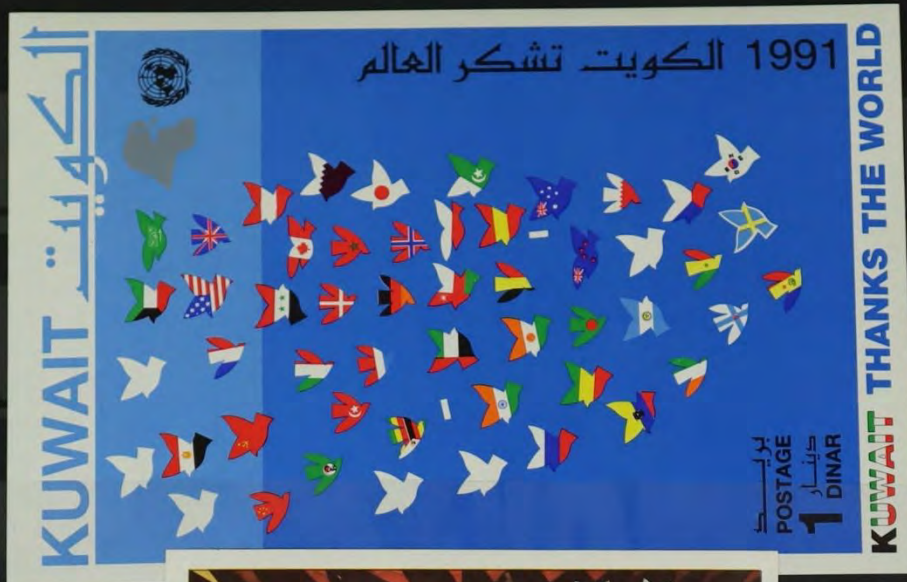 KUWAIT الكويت
1991 الكويت تشكر العالم
بريد
POSTAGE
1 دينار
DINAR
KUWAIT THANKS THE WORLD